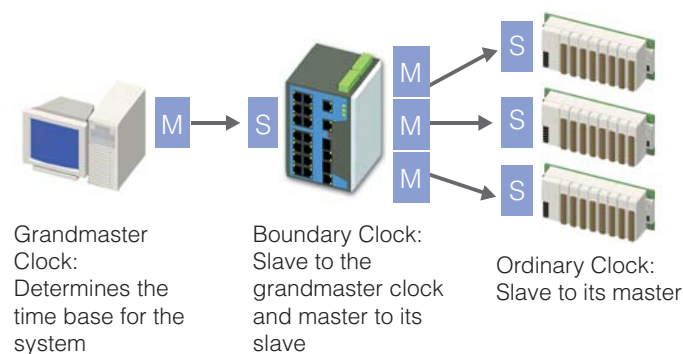 M
S
M
M
M
S
S
S
Grandmaster
Clock:
Determines the
time base for the
system
Boundary Clock:
Slave to the
grandmaster clock
and master to its
slave
Ordinary Clock:
Slave to its master